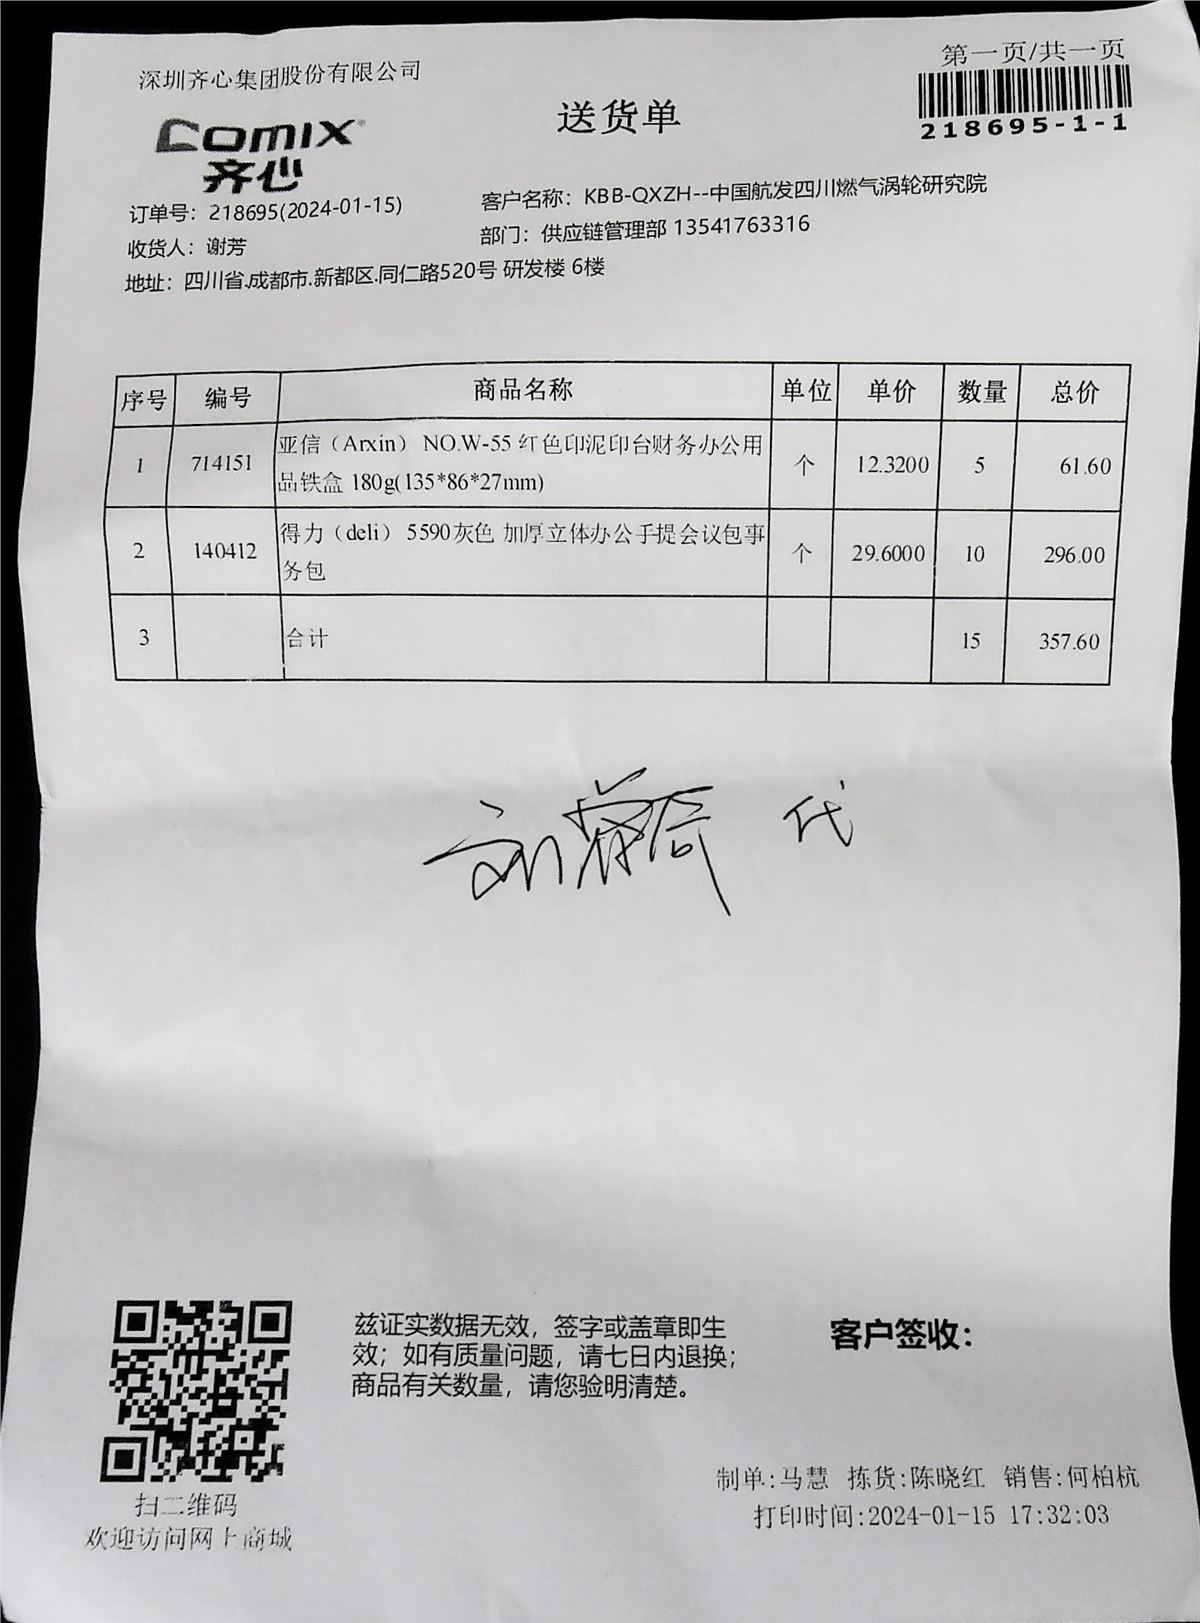 第一页/共一页
深圳齐心集团股份有限公司
送货单
218695-1-1
COMIX
齐心
订单号：218695(2024-01-15)
客户名称：KBB-QXZH--中国航发四川燃气涡轮研究院
收货人：谢芳
部门：供应链管理部 13541763316
地址：四川省.成都市.新都区.同仁路520号 研发楼 6楼
序号 编号 商品名称 单位 单价 数量 总价
1 714151 亚信（Arxin） NO.W-55 红色印泥印台财务办公用 个 12.3200 5 61.60
品铁盒 180g(135*86*27mm)
2 140412 得力（deli） 5590灰色 加厚立体办公手提会议包事 个 29.6000 10 296.00
务包
3 合计 15 357.60
代
兹证实数据无效，签字或盖章即生
效；如有质量问题，请七日内退换；
商品有关数量，请您验明清楚。
客户签收：
扫二维码
欢迎访问网上商城
制单:马慧 拣货:陈晓红 销售:何柏杭
打印时间:2024-01-15 17:32:03